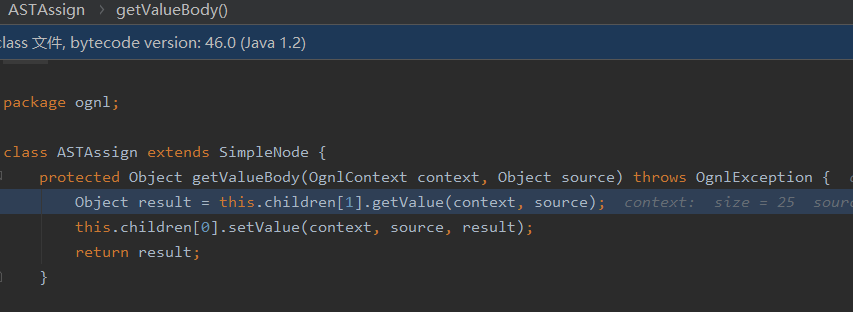 ASTAssign > getValueBody()
class 文件, bytecode version: 46.0 (Java 1.2)
package ognl;
class ASTAssign extends SimpleNode {
protected Object getValueBody(OgnlContext context, Object source) throws OgnlException {
Object result = this.children[1].getValue(context, source); context: size = 25 sour
this.children[0].setValue(context, source, result);
return result;
}